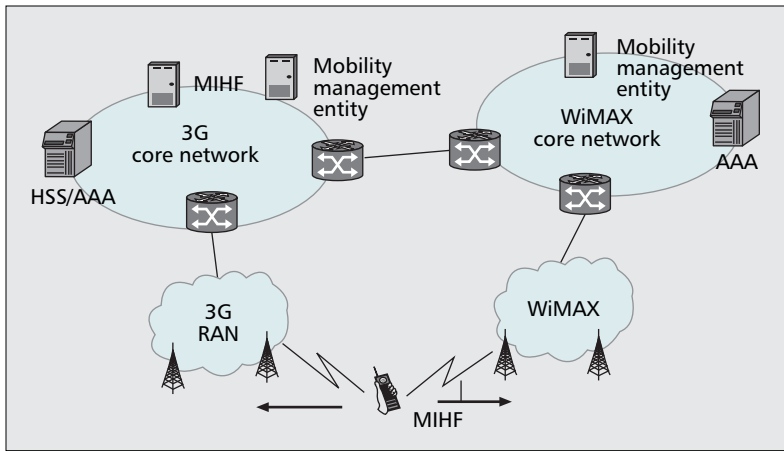 MIHF
Mobility
management
entity
3G
core network
HSS/AAA
Mobility
management
entity
WiMAX
core network
AAA
3G
RAN
WiMAX
MIHF